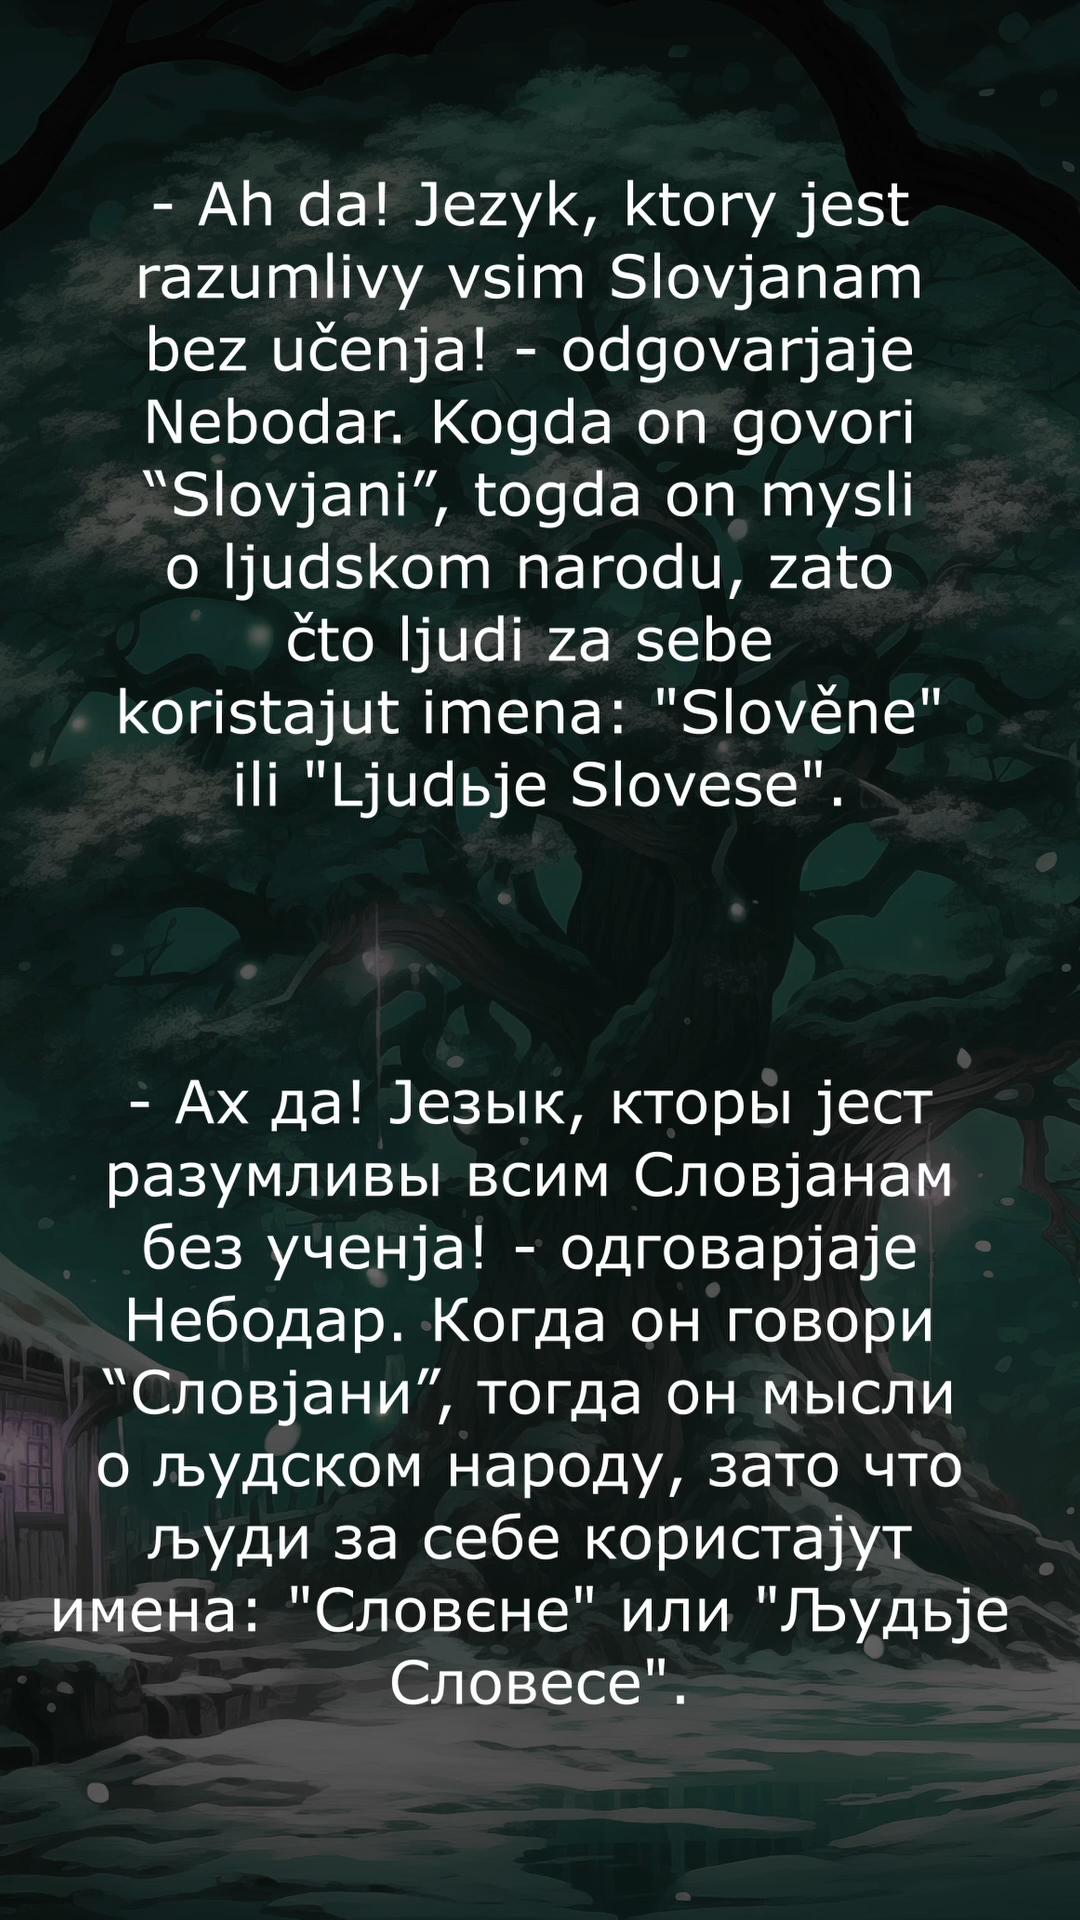 - Ah da! Jezyk, ktory jest
razumlivy vsim Slovjanam
bez učenja! - odgovarjaje
Nebodar. Kogda on govori
“Slovjani”, togda on mysli
o ljudskom narodu, zato
čto ljudi za sebe
koristajut imena: "Slověne"
ili "Ljudьje Slovese".
- Ах да! Језык, кторы јест
разумливы всим Словјанам
без ученја! - одговарјаје
Небодар. Когда он говори
“Словјани”, тогда он мысли
о људском народу, зато что
људи за себе користајут
имена: "Словєне" или "Људьје
Словесе".